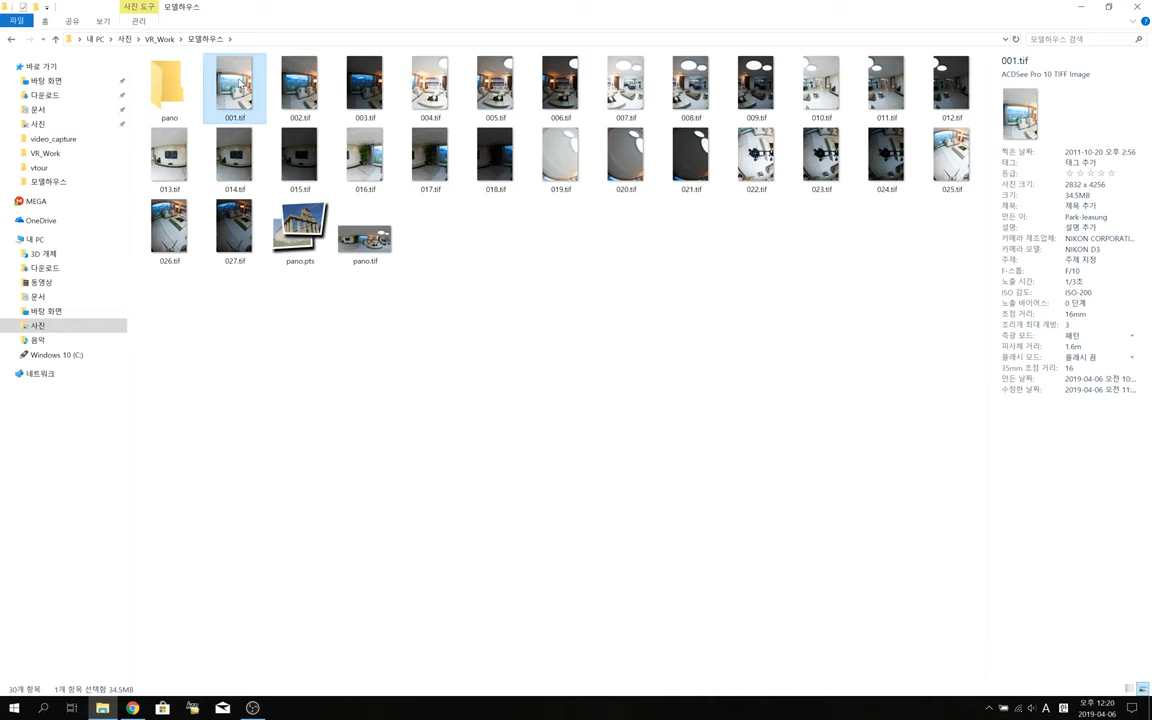 사진 도구 모델하우스
파일 홈 공유 보기 관리
내 PC 사진 VR_Work 모델하우스
모델하우스 검색
바로 가기
바탕 화면
다운로드
문서
사진
video_capture
VR_Work
vtour
모델하우스
MEGA
OneDrive
내 PC
3D 개체
다운로드
동영상
문서
바탕 화면
사진
음악
Windows 10 (C:)
네트워크
pano 001.tif 002.tif 003.tif 004.tif 005.tif 006.tif 007.tif 008.tif 009.tif 010.tif 011.tif 012.tif
013.tif 014.tif 015.tif 016.tif 017.tif 018.tif 019.tif 020.tif 021.tif 022.tif 023.tif 024.tif 025.tif
026.tif 027.tif pano.pts pano.tif
001.tif
ACDSee Pro 10 TIFF Image
찍은 날짜: 2011-10-20 오후 2:56
태그: 태그 추가
등급: ☆ ☆ ☆ ☆ ☆
사진 크기: 2832 x 4256
크기: 34.5MB
제목: 제목 추가
만든 이: Park-Jeasung
설명: 설명 추가
카메라 제조업체: NIKON CORPORATI...
카메라 모델: NIKON D3
주제: 주제 지정
F-스톱: F/10
노출 시간: 1/3초
ISO 감도: ISO-200
노출 바이어스: 0 단계
초점 거리: 16mm
조리개 최대 개방: 3
측광 모드: 패턴
피사체 거리: 1.6m
플래시 모드: 플래시 끔
35mm 초점 거리: 16
만든 날짜: 2019-04-06 오전 10:...
수정한 날짜: 2019-04-06 오전 11:...
30개 항목 1개 항목 선택함 34.5MB
A 오후 12:20
2019-04-06